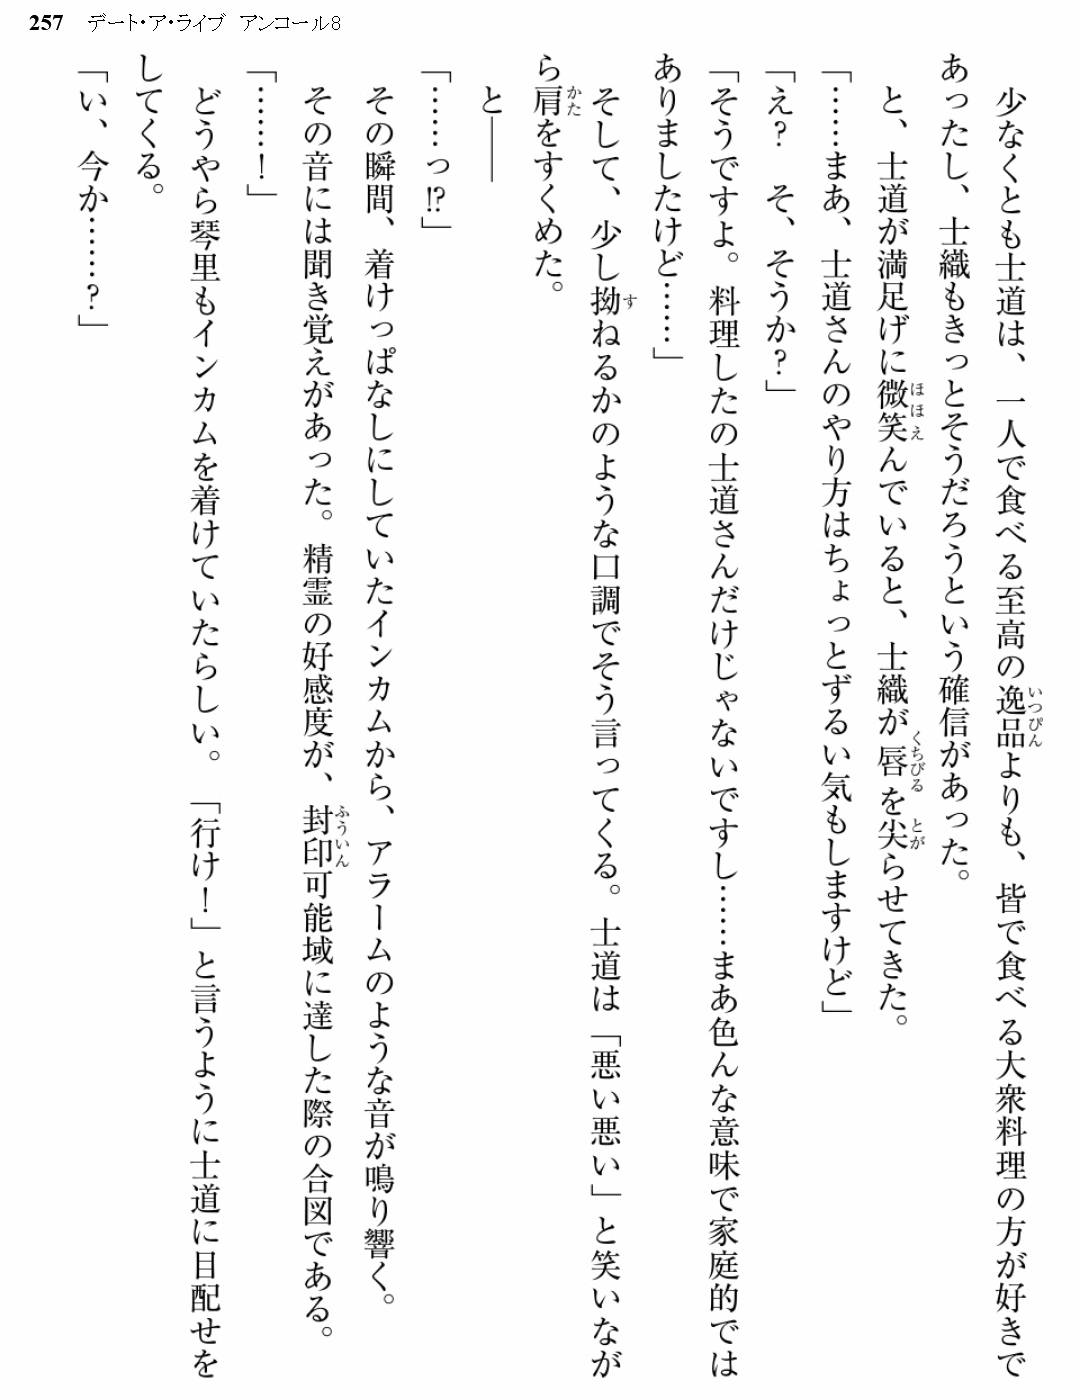 257 デート・ア・ライブ アンコール8
少なくとも士道は、一人で食べる至高の逸品よりも、皆で食べる大衆料理の方が好きで
あったし、士織もきっとそうだろうという確信があった。
と、士道が満足げに微笑んでいると、士織が唇を尖らせてきた。
「……まあ、士道さんのやり方はちょっとずるい気もしますけど」
「え？　そ、そうか？」
「そうですよ。料理したの士道さんだけじゃないですし……まあ色んな意味で家庭的では
ありましたけど……」
そして、少し拗ねるかのような口調でそう言ってくる。士道は「悪い悪い」と笑いなが
ら肩をすくめた。
と――
「……っ!?」
その瞬間、着けっぱなしにしていたインカムから、アラームのような音が鳴り響く。
その音には聞き覚えがあった。精霊の好感度が、封印可能域に達した際の合図である。
「……！」
どうやら琴里もインカムを着けていたらしい。「行け！」と言うように士道に目配せを
してくる。
「い、今か……？」